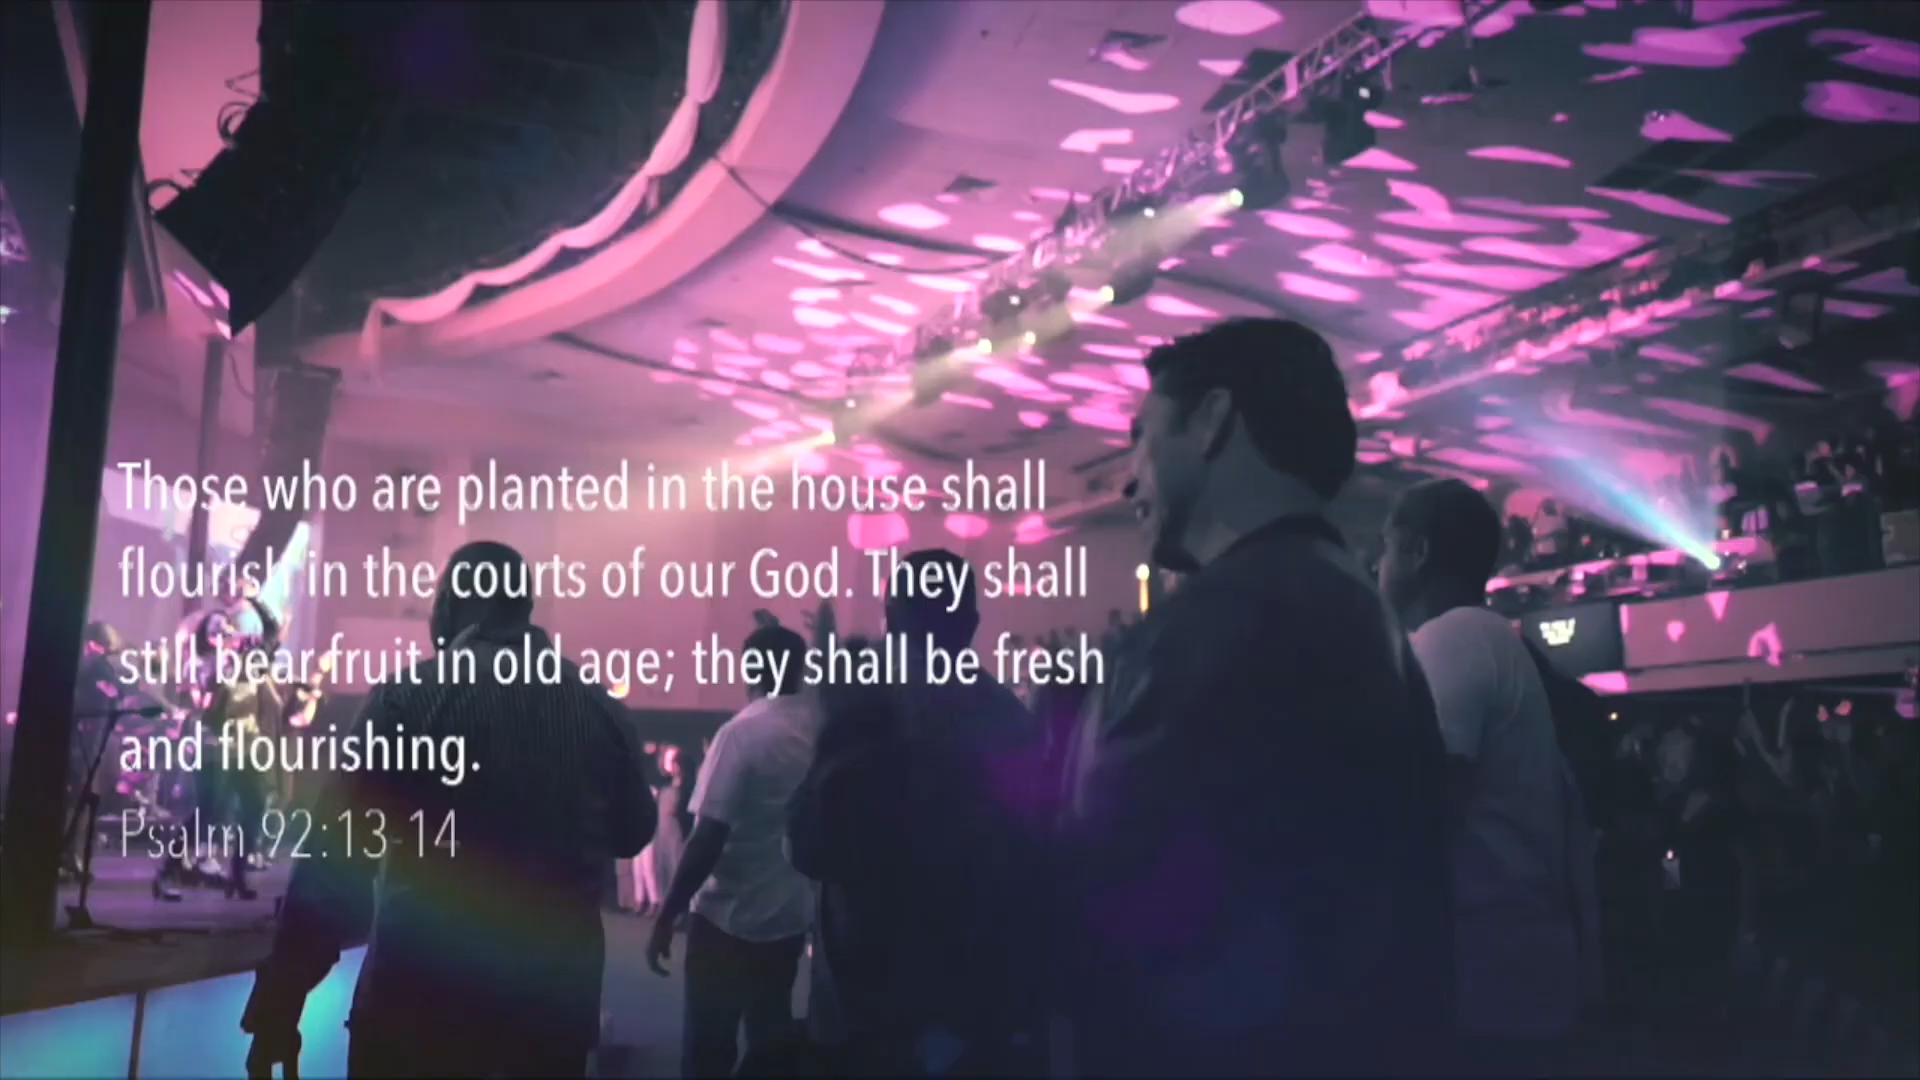 Those who are planted in the house shall
flourish in the courts of our God. They shall
still bear fruit in old age; they shall be fresh
and flourishing.
Psalm 92:13-14